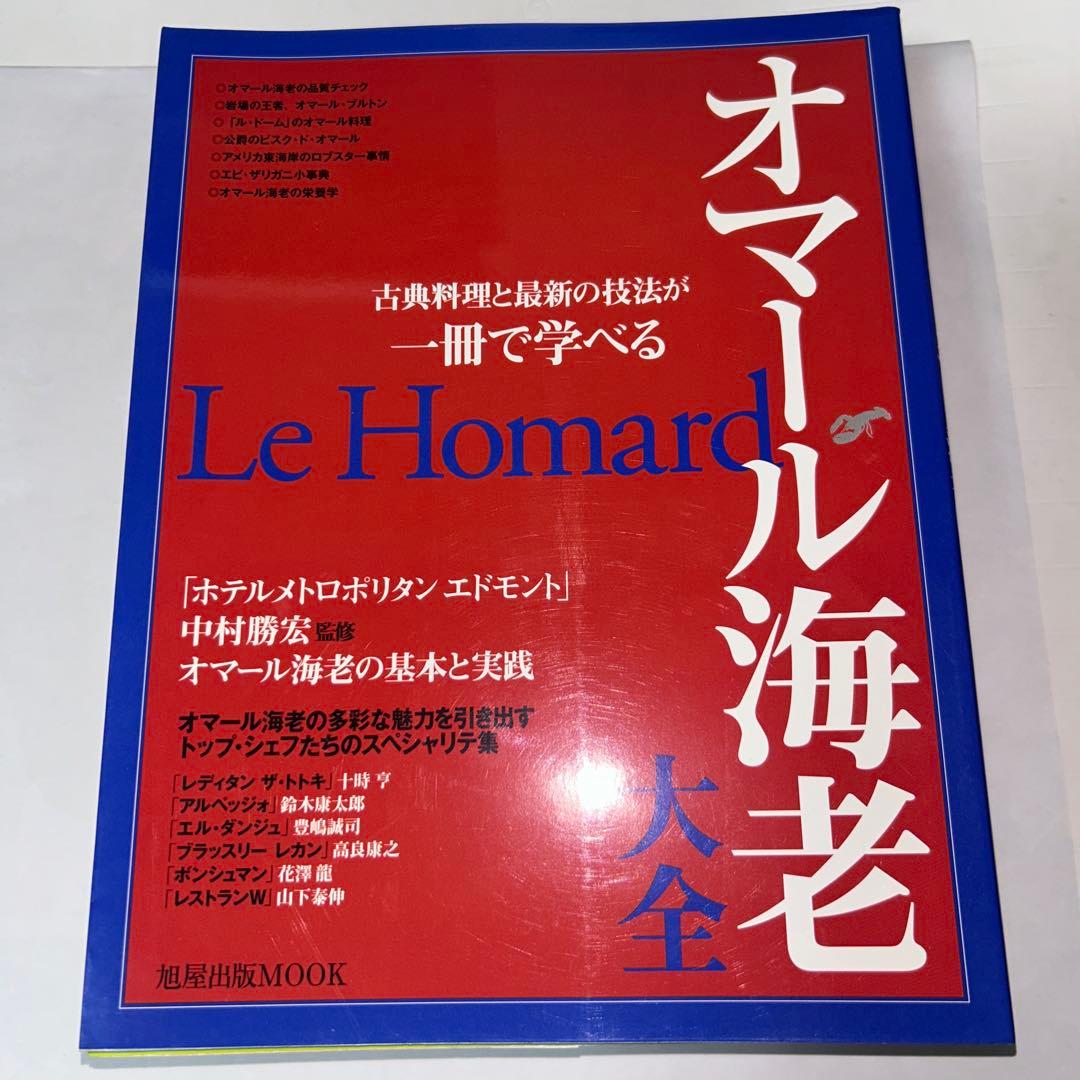 オマール海老
大全
◎オマール海老の品質チェック
◎岩場の王者、オマール・ブルトン
◎「ル・ドーム」のオマール料理
◎公爵のビスク・ド・オマール
◎アメリカ東海岸のロブスター事情
◎エビ・ザリガニ小事典
◎オマール海老の栄養学
古典料理と最新の技法が
一冊で学べる
Le Homard
「ホテルメトロポリタン エドモント」
中村勝宏 監修
オマール海老の基本と実践
オマール海老の多彩な魅力を引き出す
トップ・シェフたちのスペシャリテ集
「レディタン ザ・トトキ」十時 亨
「アルベッジォ」鈴木康太郎
「エル・ダンジュ」豊嶋誠司
「ブラッスリー レカン」高良康之
「ボンシュマン」花澤 龍
「レストランW」山下泰伸
旭屋出版MOOK